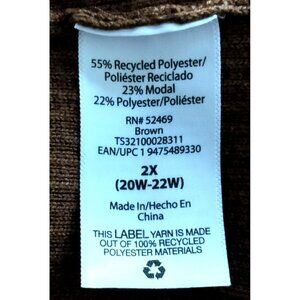 55% Recycled Polyester/
Poliéster Reciclado
23% Modal
22% Polyester/Poliéster
RN# 52469
Brown
TS32100028311
EAN/UPC 1 9475489330
2X
(20W-22W)
Made In/Hecho En
China
THIS LABEL YARN IS MADE
OUT OF 100% RECYCLED
POLYESTER MATERIALS